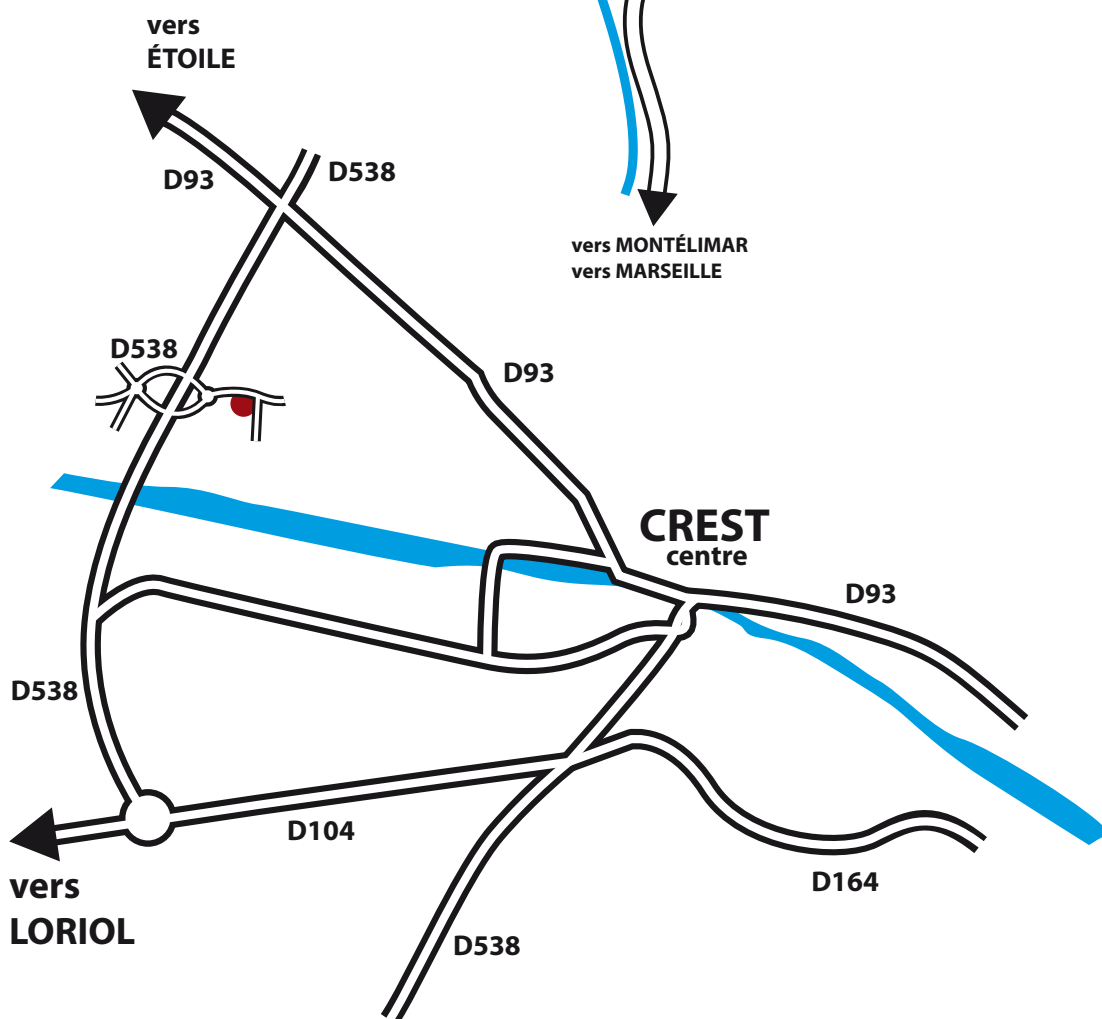 vers
ÉTOILE
D93
D538
vers MONTÉLIMAR
vers MARSEILLE
D538
D93
CREST
centre
D93
D538
D104
vers
LORIOL
D164
D538